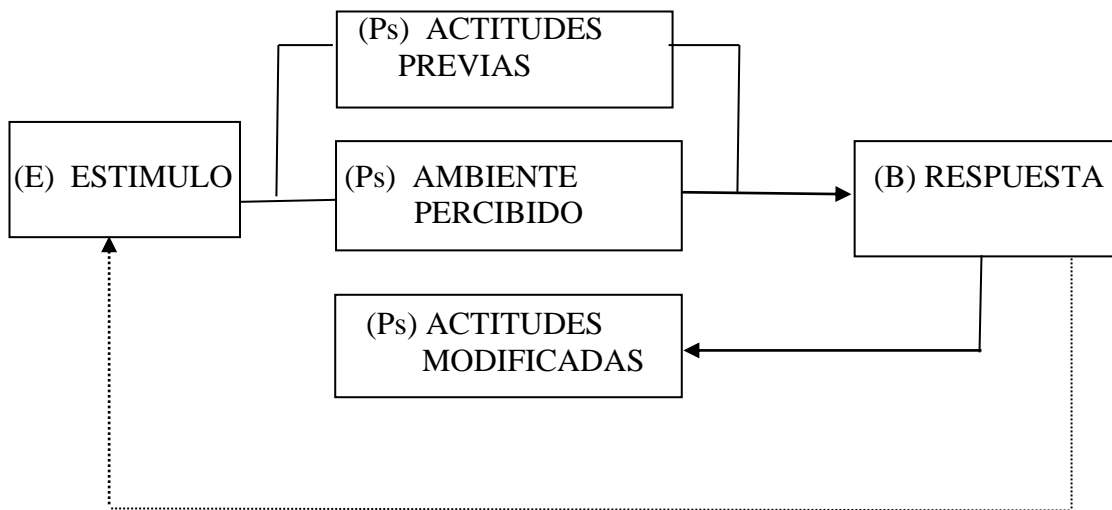 (Ps) ACTITUDES
PREVIAS
(E) ESTIMULO
(Ps) AMBIENTE
PERCIBIDO
(B) RESPUESTA
(Ps) ACTITUDES
MODIFICADAS